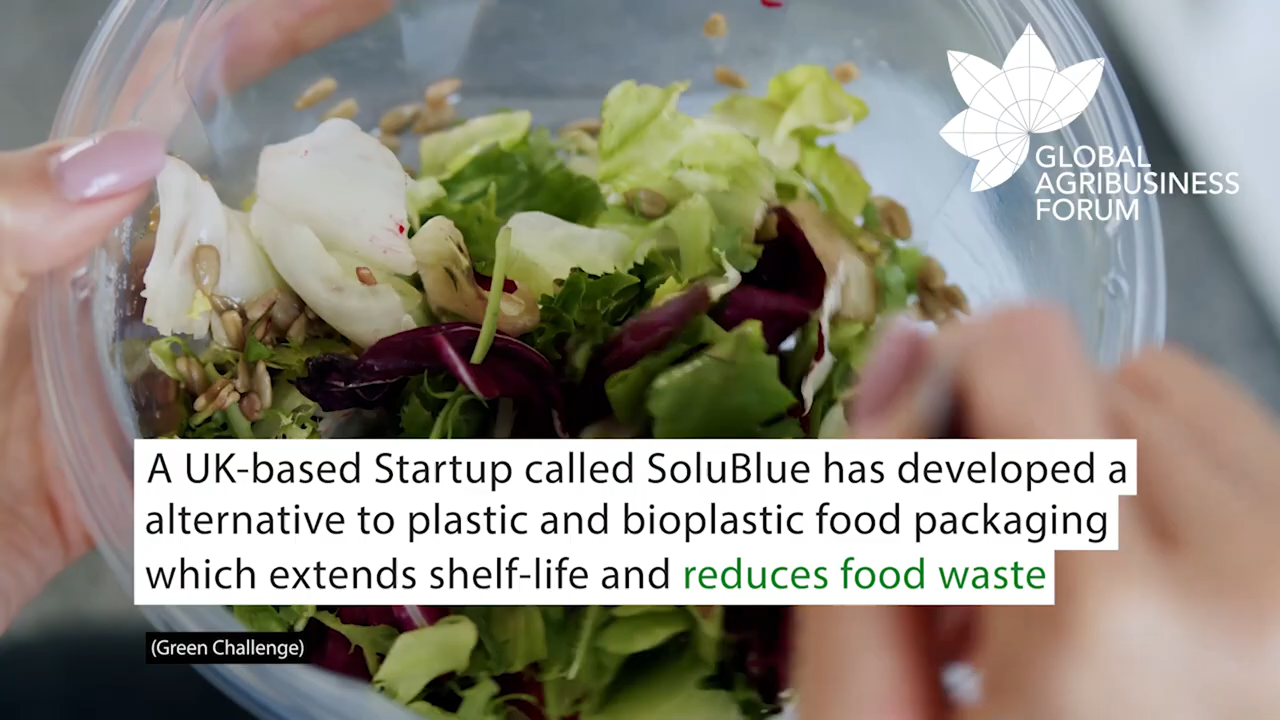 GLOBAL
AGRIBUSINESS
FORUM
A UK-based Startup called SoluBlue has developed a
alternative to plastic and bioplastic food packaging
which extends shelf-life and reduces food waste
(Green Challenge)